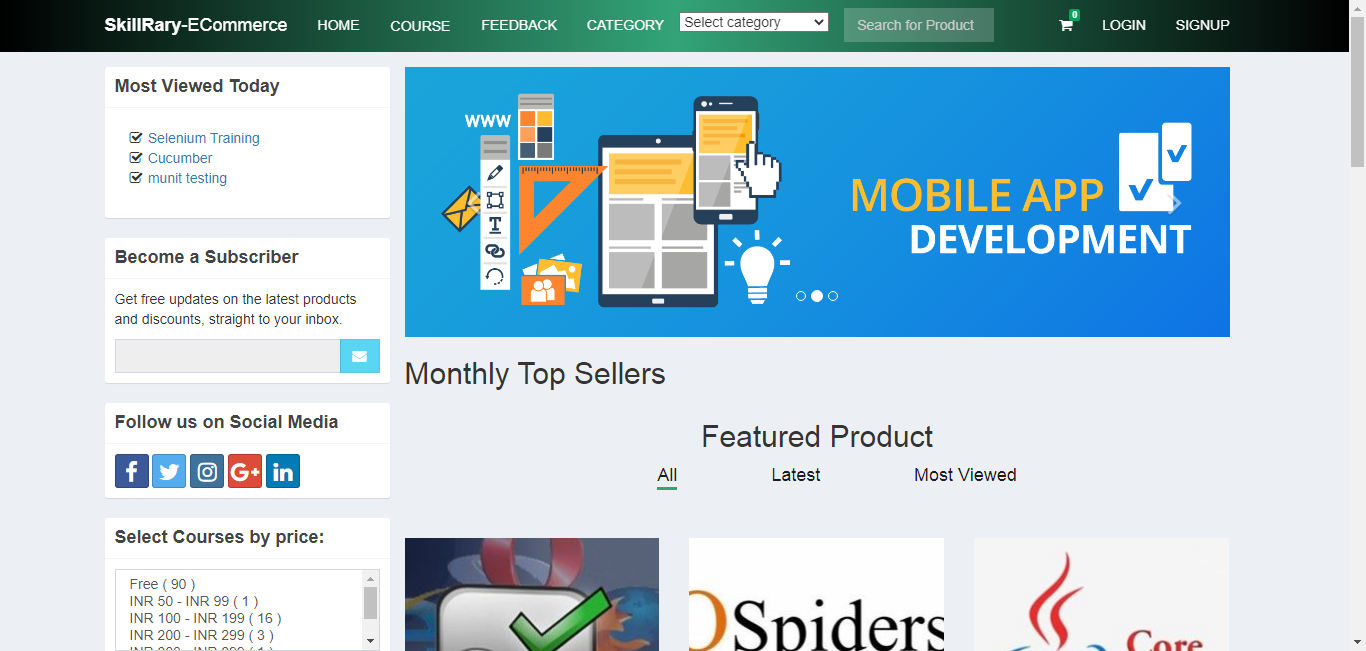 SkillRary-ECommerce HOME COURSE FEEDBACK CATEGORY Select category Search for Product 0 LOGIN SIGNUP
Most Viewed Today
Selenium Training
Cucumber
munit testing
Become a Subscriber
Get free updates on the latest products
and discounts, straight to your inbox.
Follow us on Social Media
f G+ in
Select Courses by price:
Free ( 90 )
INR 50 - INR 99 ( 1 )
INR 100 - INR 199 ( 16 )
INR 200 - INR 299 ( 3 )
WWW
T
MOBILE APP
DEVELOPMENT
Monthly Top Sellers
Featured Product
All Latest Most Viewed
Spiders
Core